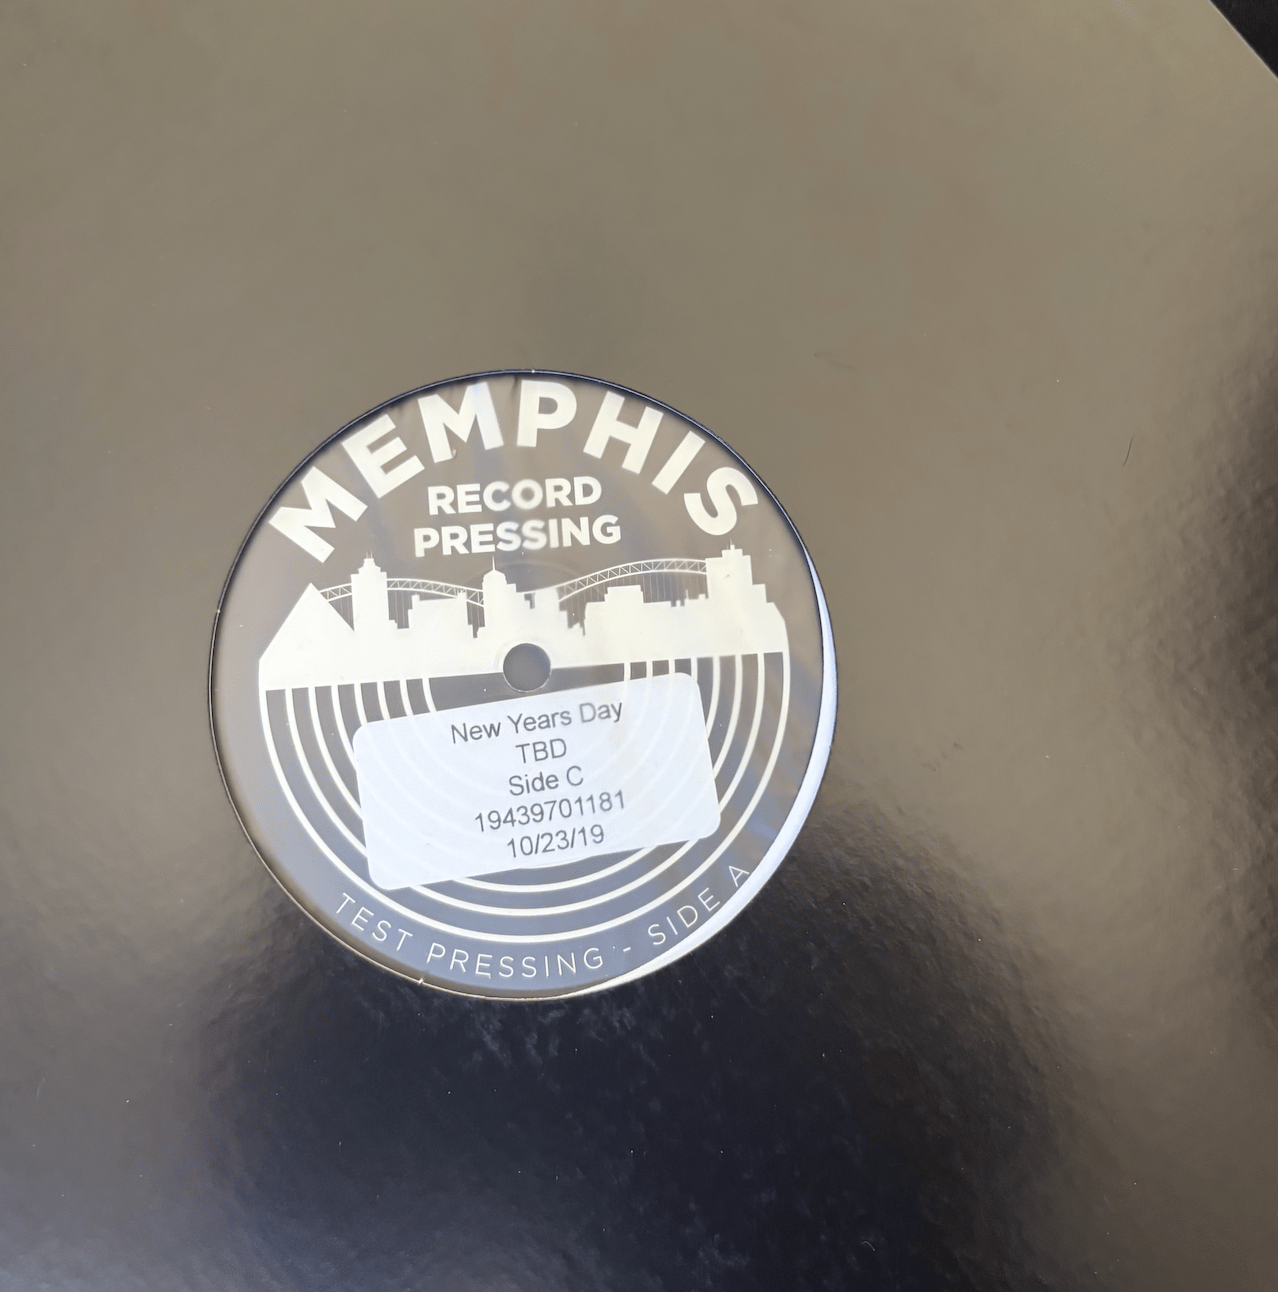 MEMPHIS
RECORD
PRESSING
New Years Day
TBD
Side C
19439701181
10/23/19
TEST PRESSING - SIDE A